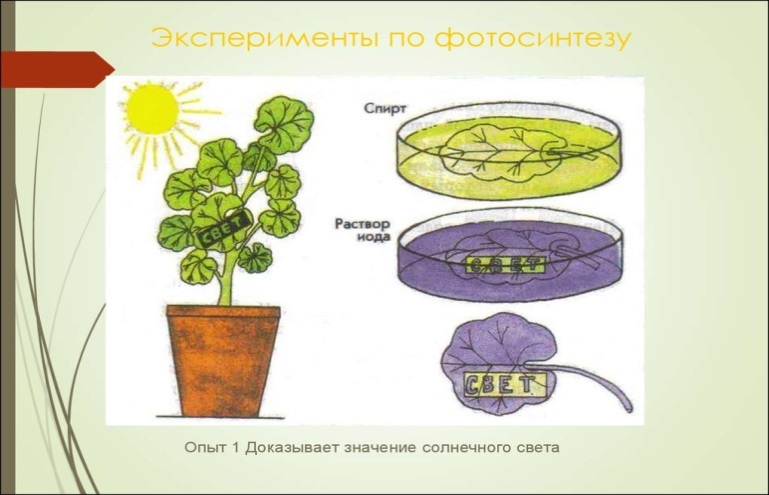 Эксперименты по фотосинтезу
Спирт
СВЕТ
Раствор
иода
СВЕТ
СВЕТ
Опыт 1 Доказывает значение солнечного света